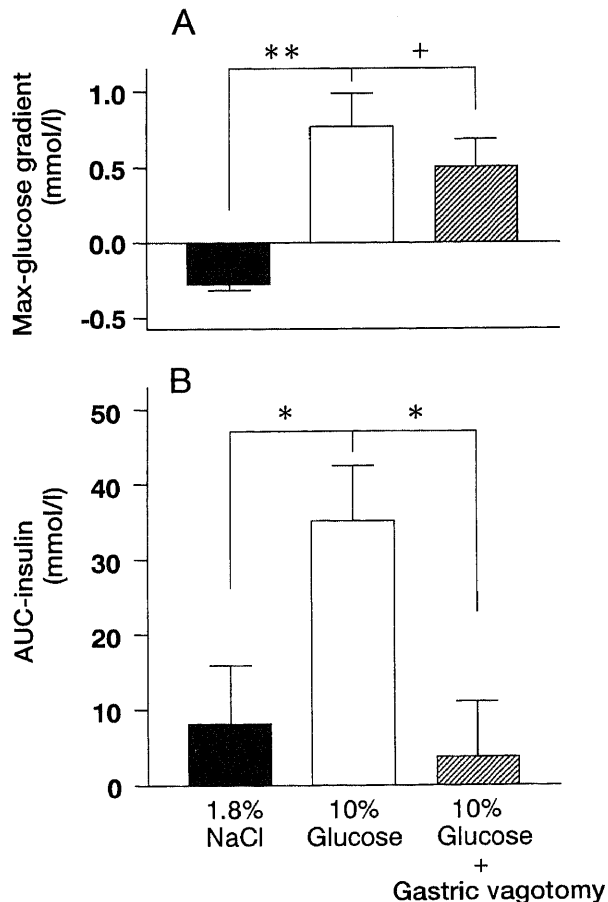 A
** +
Max-glucose gradient
(mmol/l)
1.0
0.5
0.0
-0.5
B
* *
AUC-insulin
(mmol/l)
50
40
30
20
10
0
1.8%
NaCl
10%
Glucose
10%
Glucose
+
Gastric vagotomy